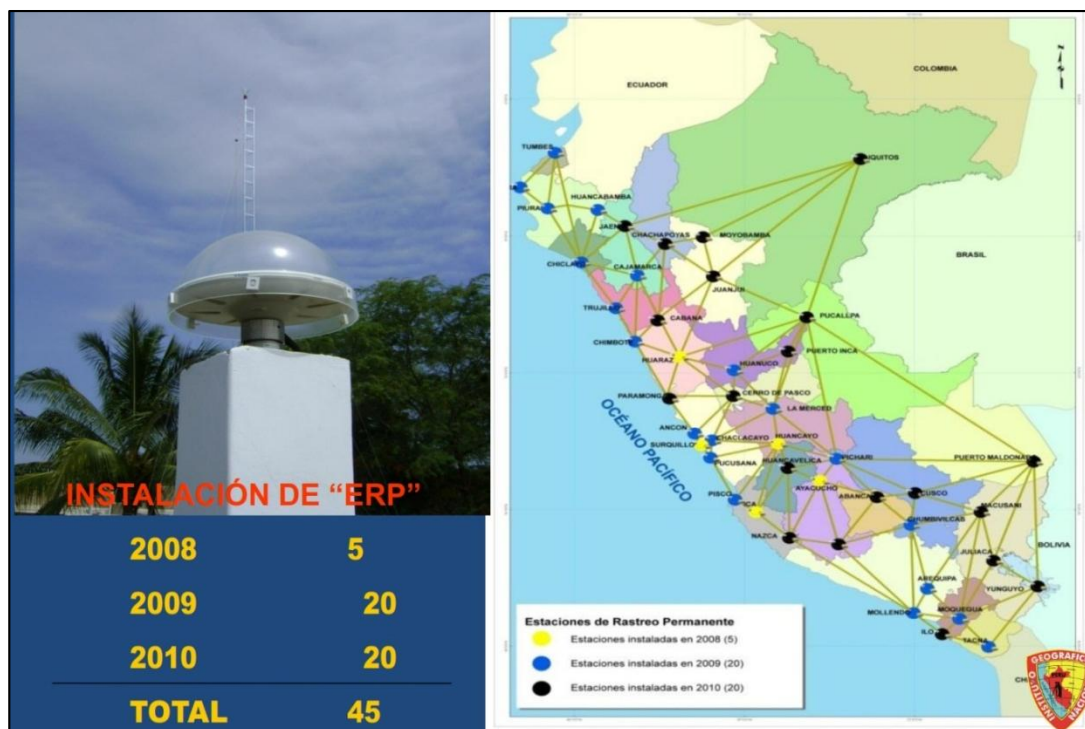 INSTALACIÓN DE “ERP”
2008 5
2009 20
2010 20
TOTAL 45
COLOMBIA
ECUADOR
TUMBES
IQUITOS
PIURA
HUANCABAMBA
JAEN
CHACHAPOYAS
MOYOBAMBA
CHICLAYO
CAJAMARCA
BRASIL
JUANJUI
TRUJILLO
CABANA
PUCALLPA
CHIMBOTE
HUARAZ
PUERTO INCA
HUANUCO
PARAMONGA
CERRO DE PASCO
LA MERCED
OCÉANO PACÍFICO
ANCON
SURQUILLO
CHACLACAYO
HUANCAYO
PUCUSANA
HUANCAVELICA
PICHARI
PUERTO MALDONADO
PISCO
ICA
AYACUCHO
ABANCAY
CUSCO
MACUSANI
CHUMBIVILCAS
NAZCA
BOLIVIA
JULIACA
AREQUIPA
YUNGUYO
MOLLENDO
MOQUEGUA
ILO
TACNA
Estaciones de Rastreo Permanente
Estaciones instaladas en 2008 (5)
Estaciones instaladas en 2009 (20)
Estaciones instaladas en 2010 (20)
INSTITUTO GEOGRAFICO NACIONAL